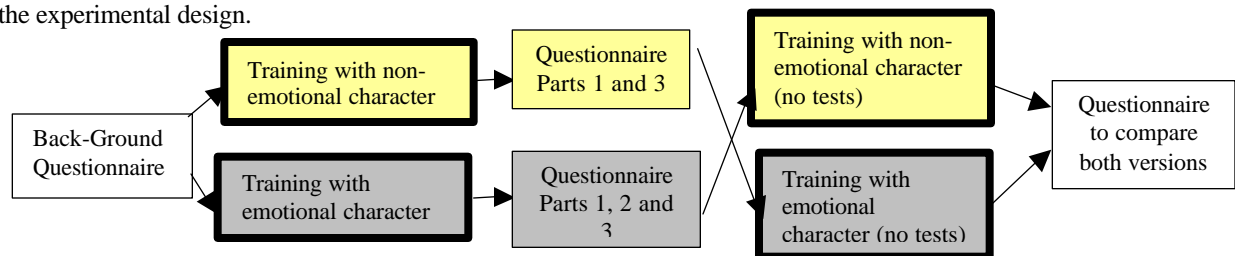 the experimental design.
Back-Ground
Questionnaire
Training with non-
emotional character
Training with
emotional character
Questionnaire
Parts 1 and 3
Questionnaire
Parts 1, 2 and
3
Training with non-
emotional character
(no tests)
Training with
emotional
character (no tests)
Questionnaire
to compare
both versions